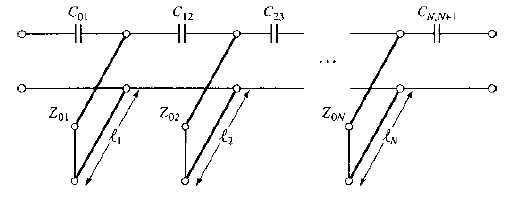 C01 C12 C23 CN,N+1
...
Z01 ℓ1 Z02 ℓ2 Z0N ℓN